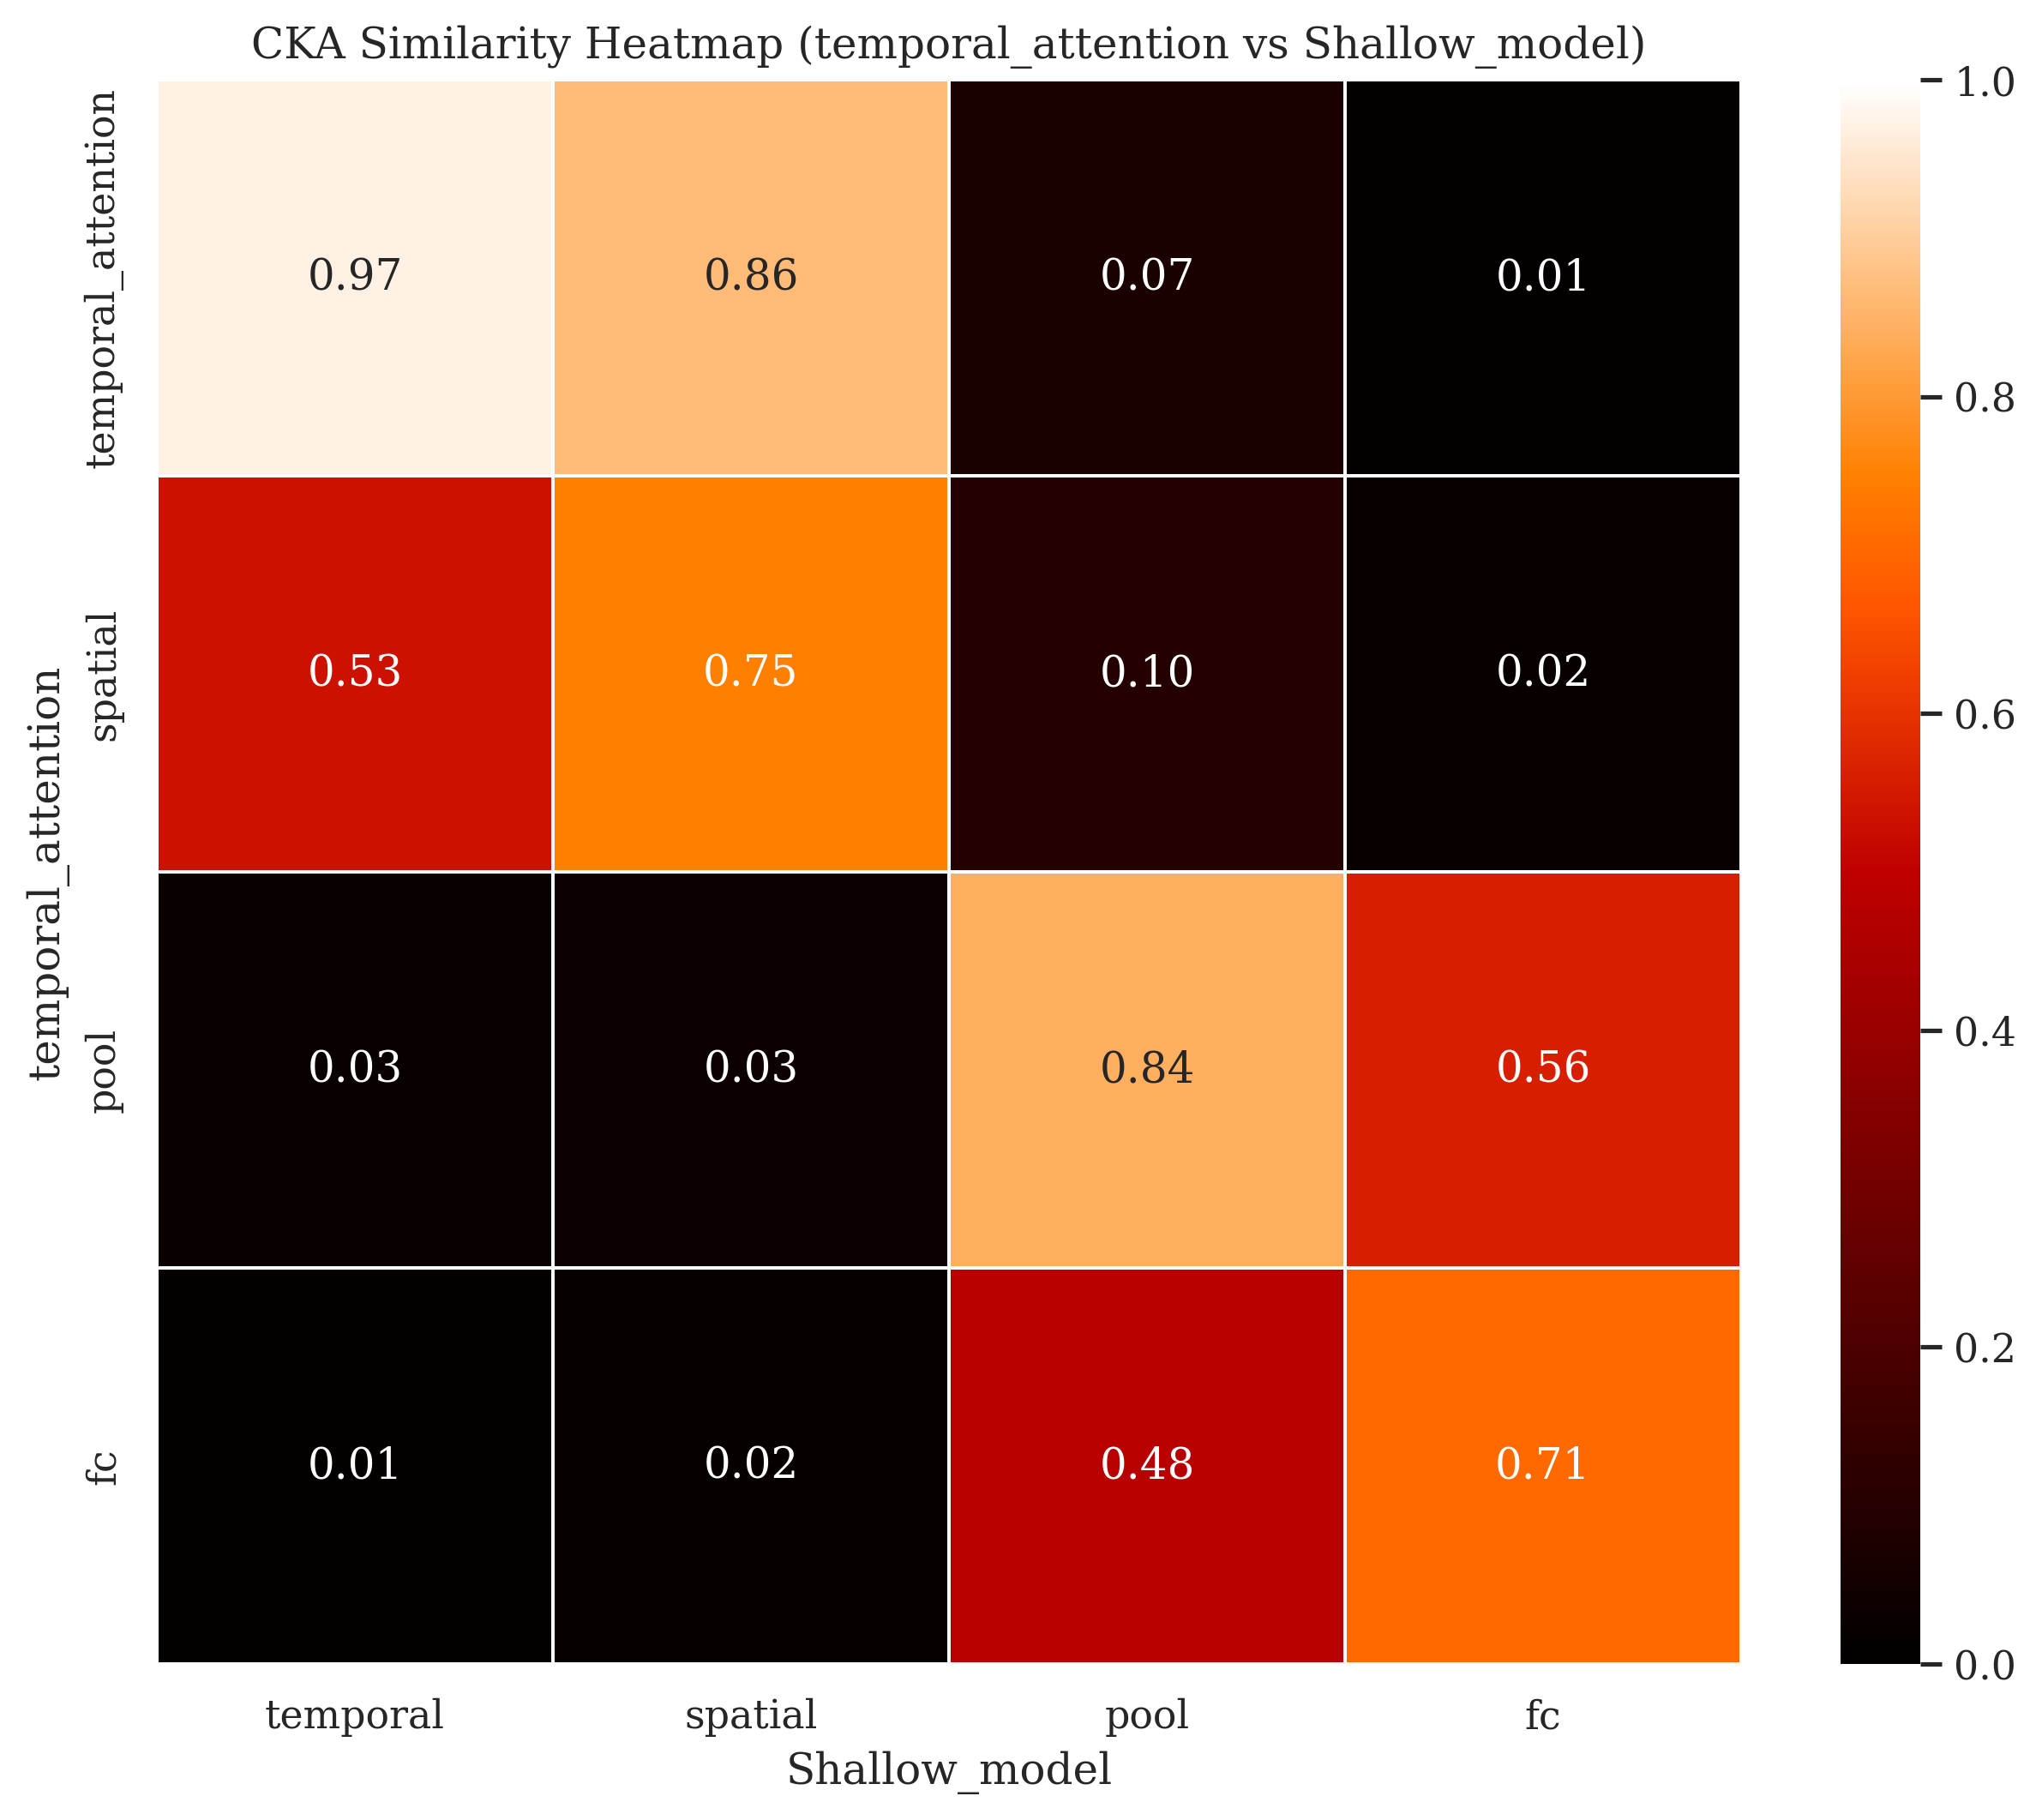 CKA Similarity Heatmap (temporal_attention vs Shallow_model)
temporal_attention
temporal_attention
0.97 0.86 0.07 0.01
spatial
0.53 0.75 0.10 0.02
pool
0.03 0.03 0.84 0.56
fc
0.01 0.02 0.48 0.71
temporal spatial pool fc
Shallow_model
1.0
0.8
0.6
0.4
0.2
0.0